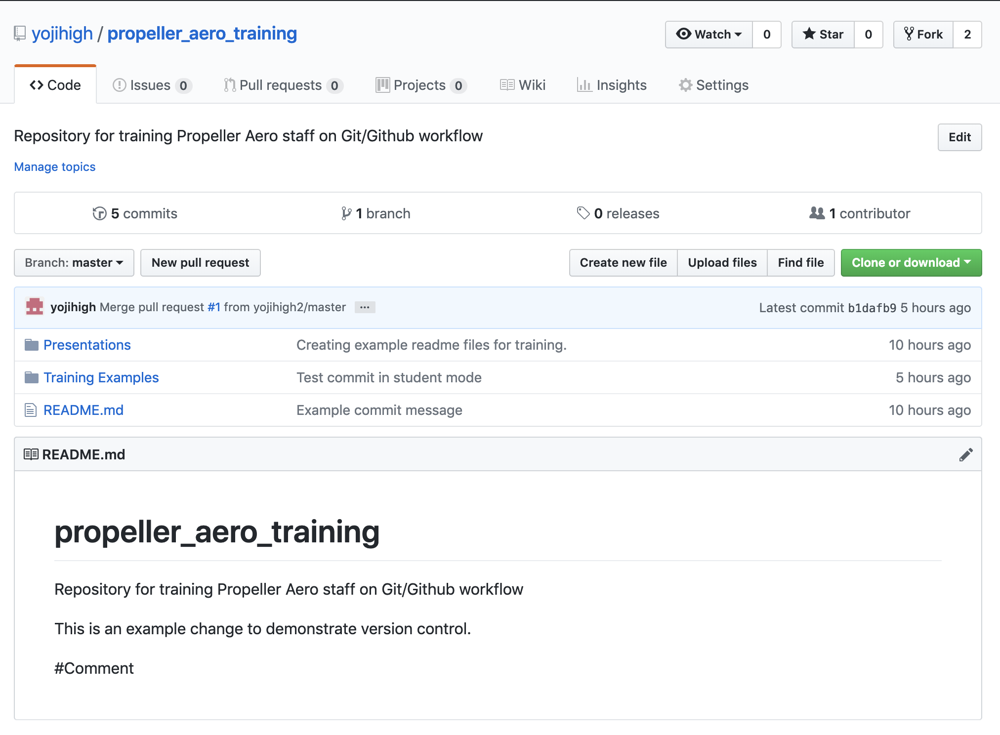 yojihigh / propeller_aero_training
Watch 0 Star 0 Fork 2
Code Issues 0 Pull requests 0 Projects 0 Wiki Insights Settings
Repository for training Propeller Aero staff on Git/Github workflow
Edit
Manage topics
5 commits 1 branch 0 releases 1 contributor
Branch: master New pull request Create new file Upload files Find file Clone or download
yojihigh Merge pull request #1 from yojihigh2/master ... Latest commit b1dafb9 5 hours ago
Presentations Creating example readme files for training. 10 hours ago
Training Examples Test commit in student mode 5 hours ago
README.md Example commit message 10 hours ago
README.md
propeller_aero_training
Repository for training Propeller Aero staff on Git/Github workflow
This is an example change to demonstrate version control.
#Comment